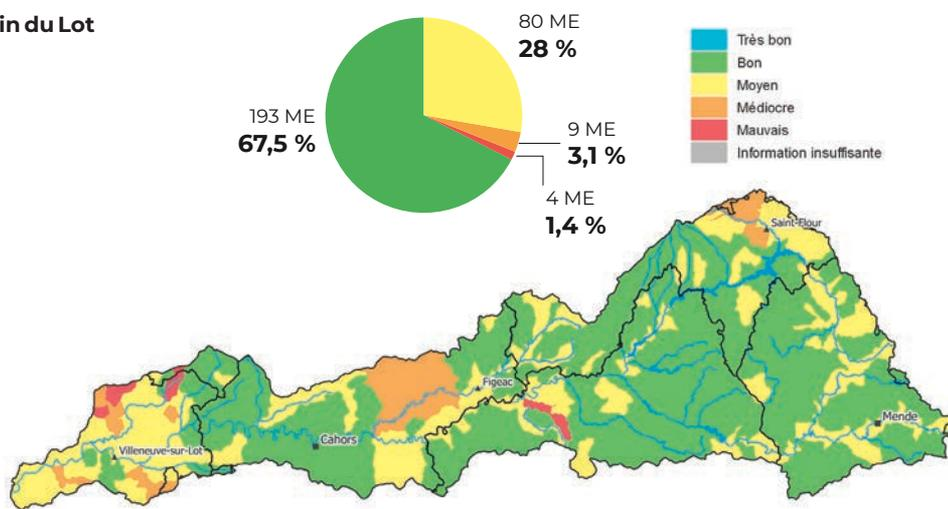 in du Lot
80 ME
28 %
193 ME
67,5 %
9 ME
3,1 %
4 ME
1,4 %
Très bon
Bon
Moyen
Médiocre
Mauvais
Information insuffisante
Saint-Flour
Figeac
Mende
Cahors
Villeneuve-sur-Lot